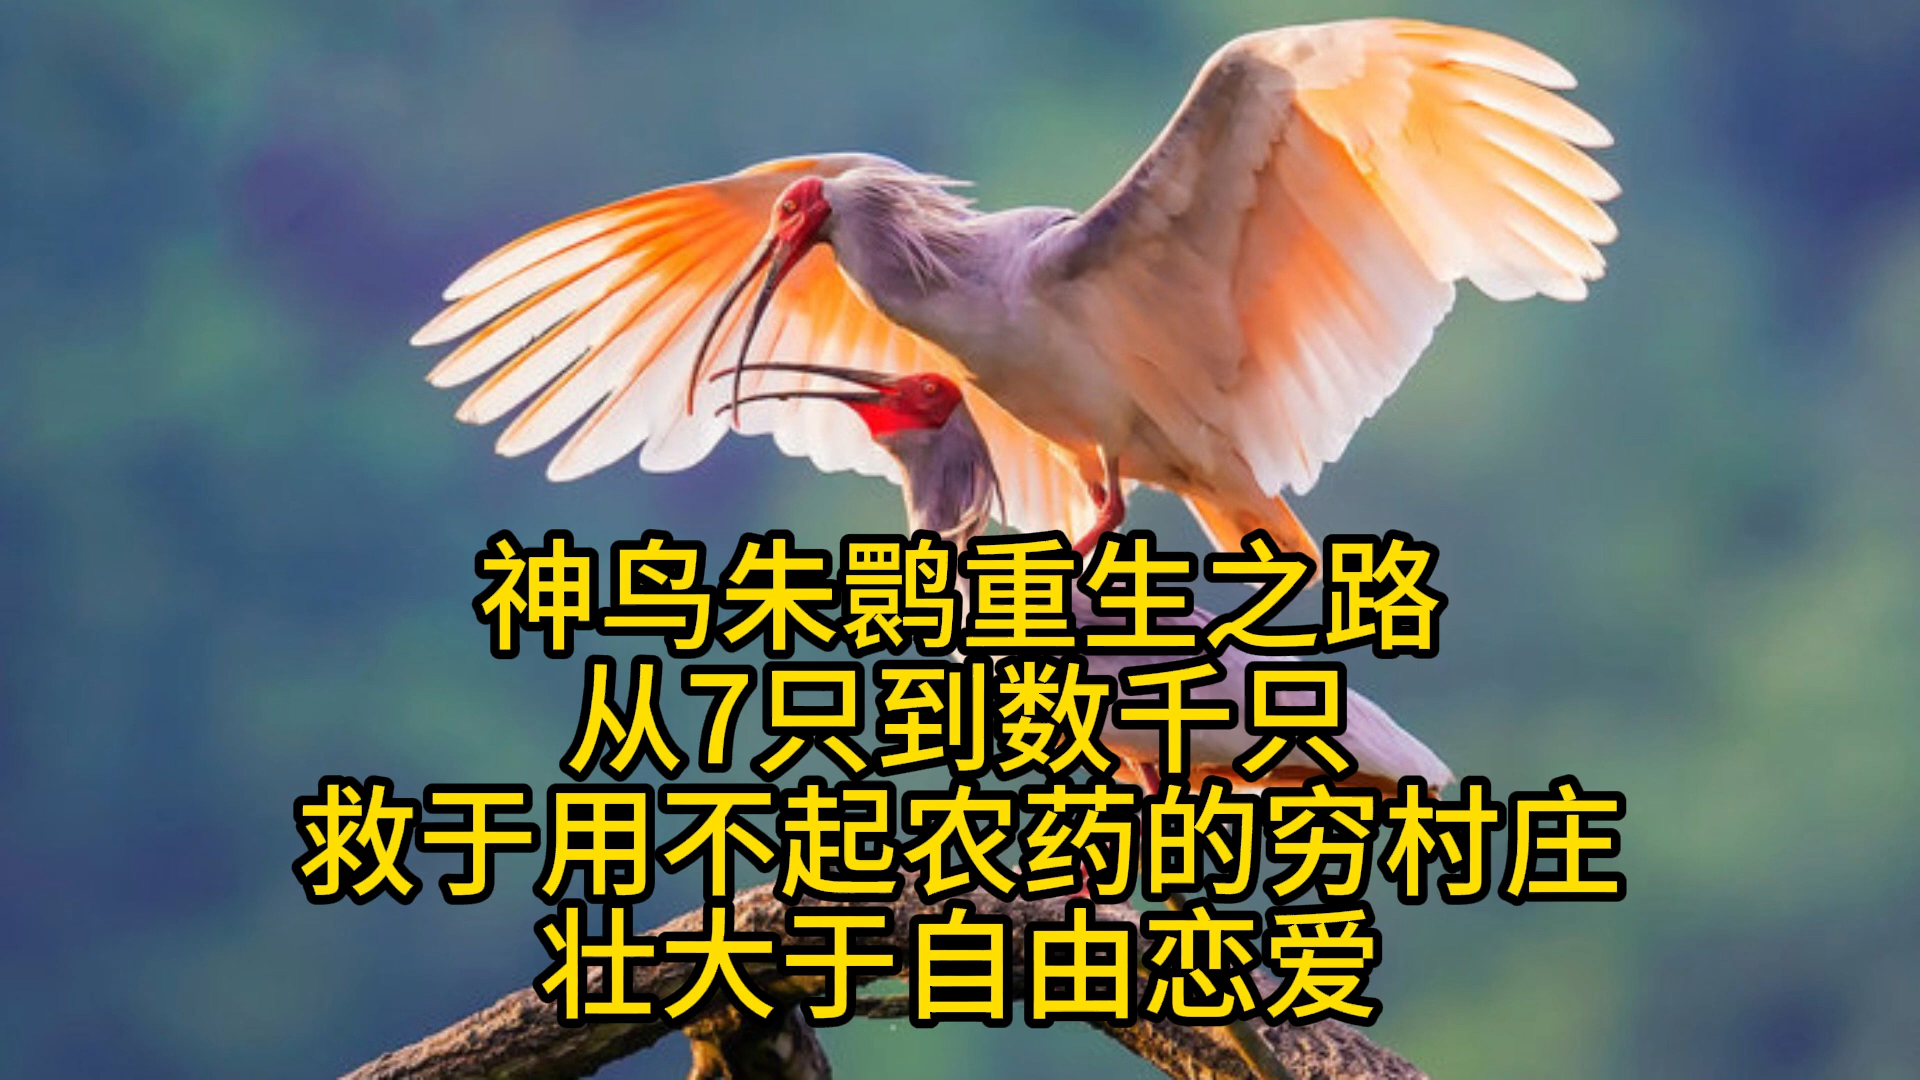 神鸟朱鹮重生之路
从7只到数千只
救于用不起农药的穷村庄
壮大于自由恋爱